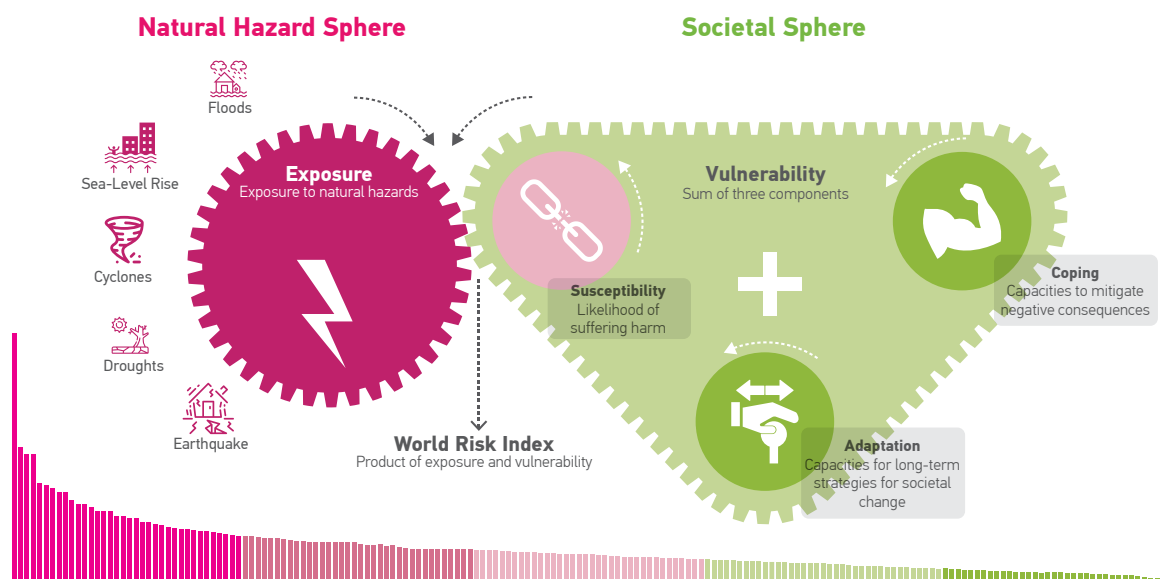 Natural Hazard Sphere
Societal Sphere
Floods
Sea-Level Rise
Cyclones
Droughts
Earthquake
Exposure
Exposure to natural hazards
Vulnerability
Sum of three components
Susceptibility
Likelihood of
suffering harm
Coping
Capacities to mitigate
negative consequences
Adaptation
Capacities for long-term
strategies for societal
change
World Risk Index
Product of exposure and vulnerability